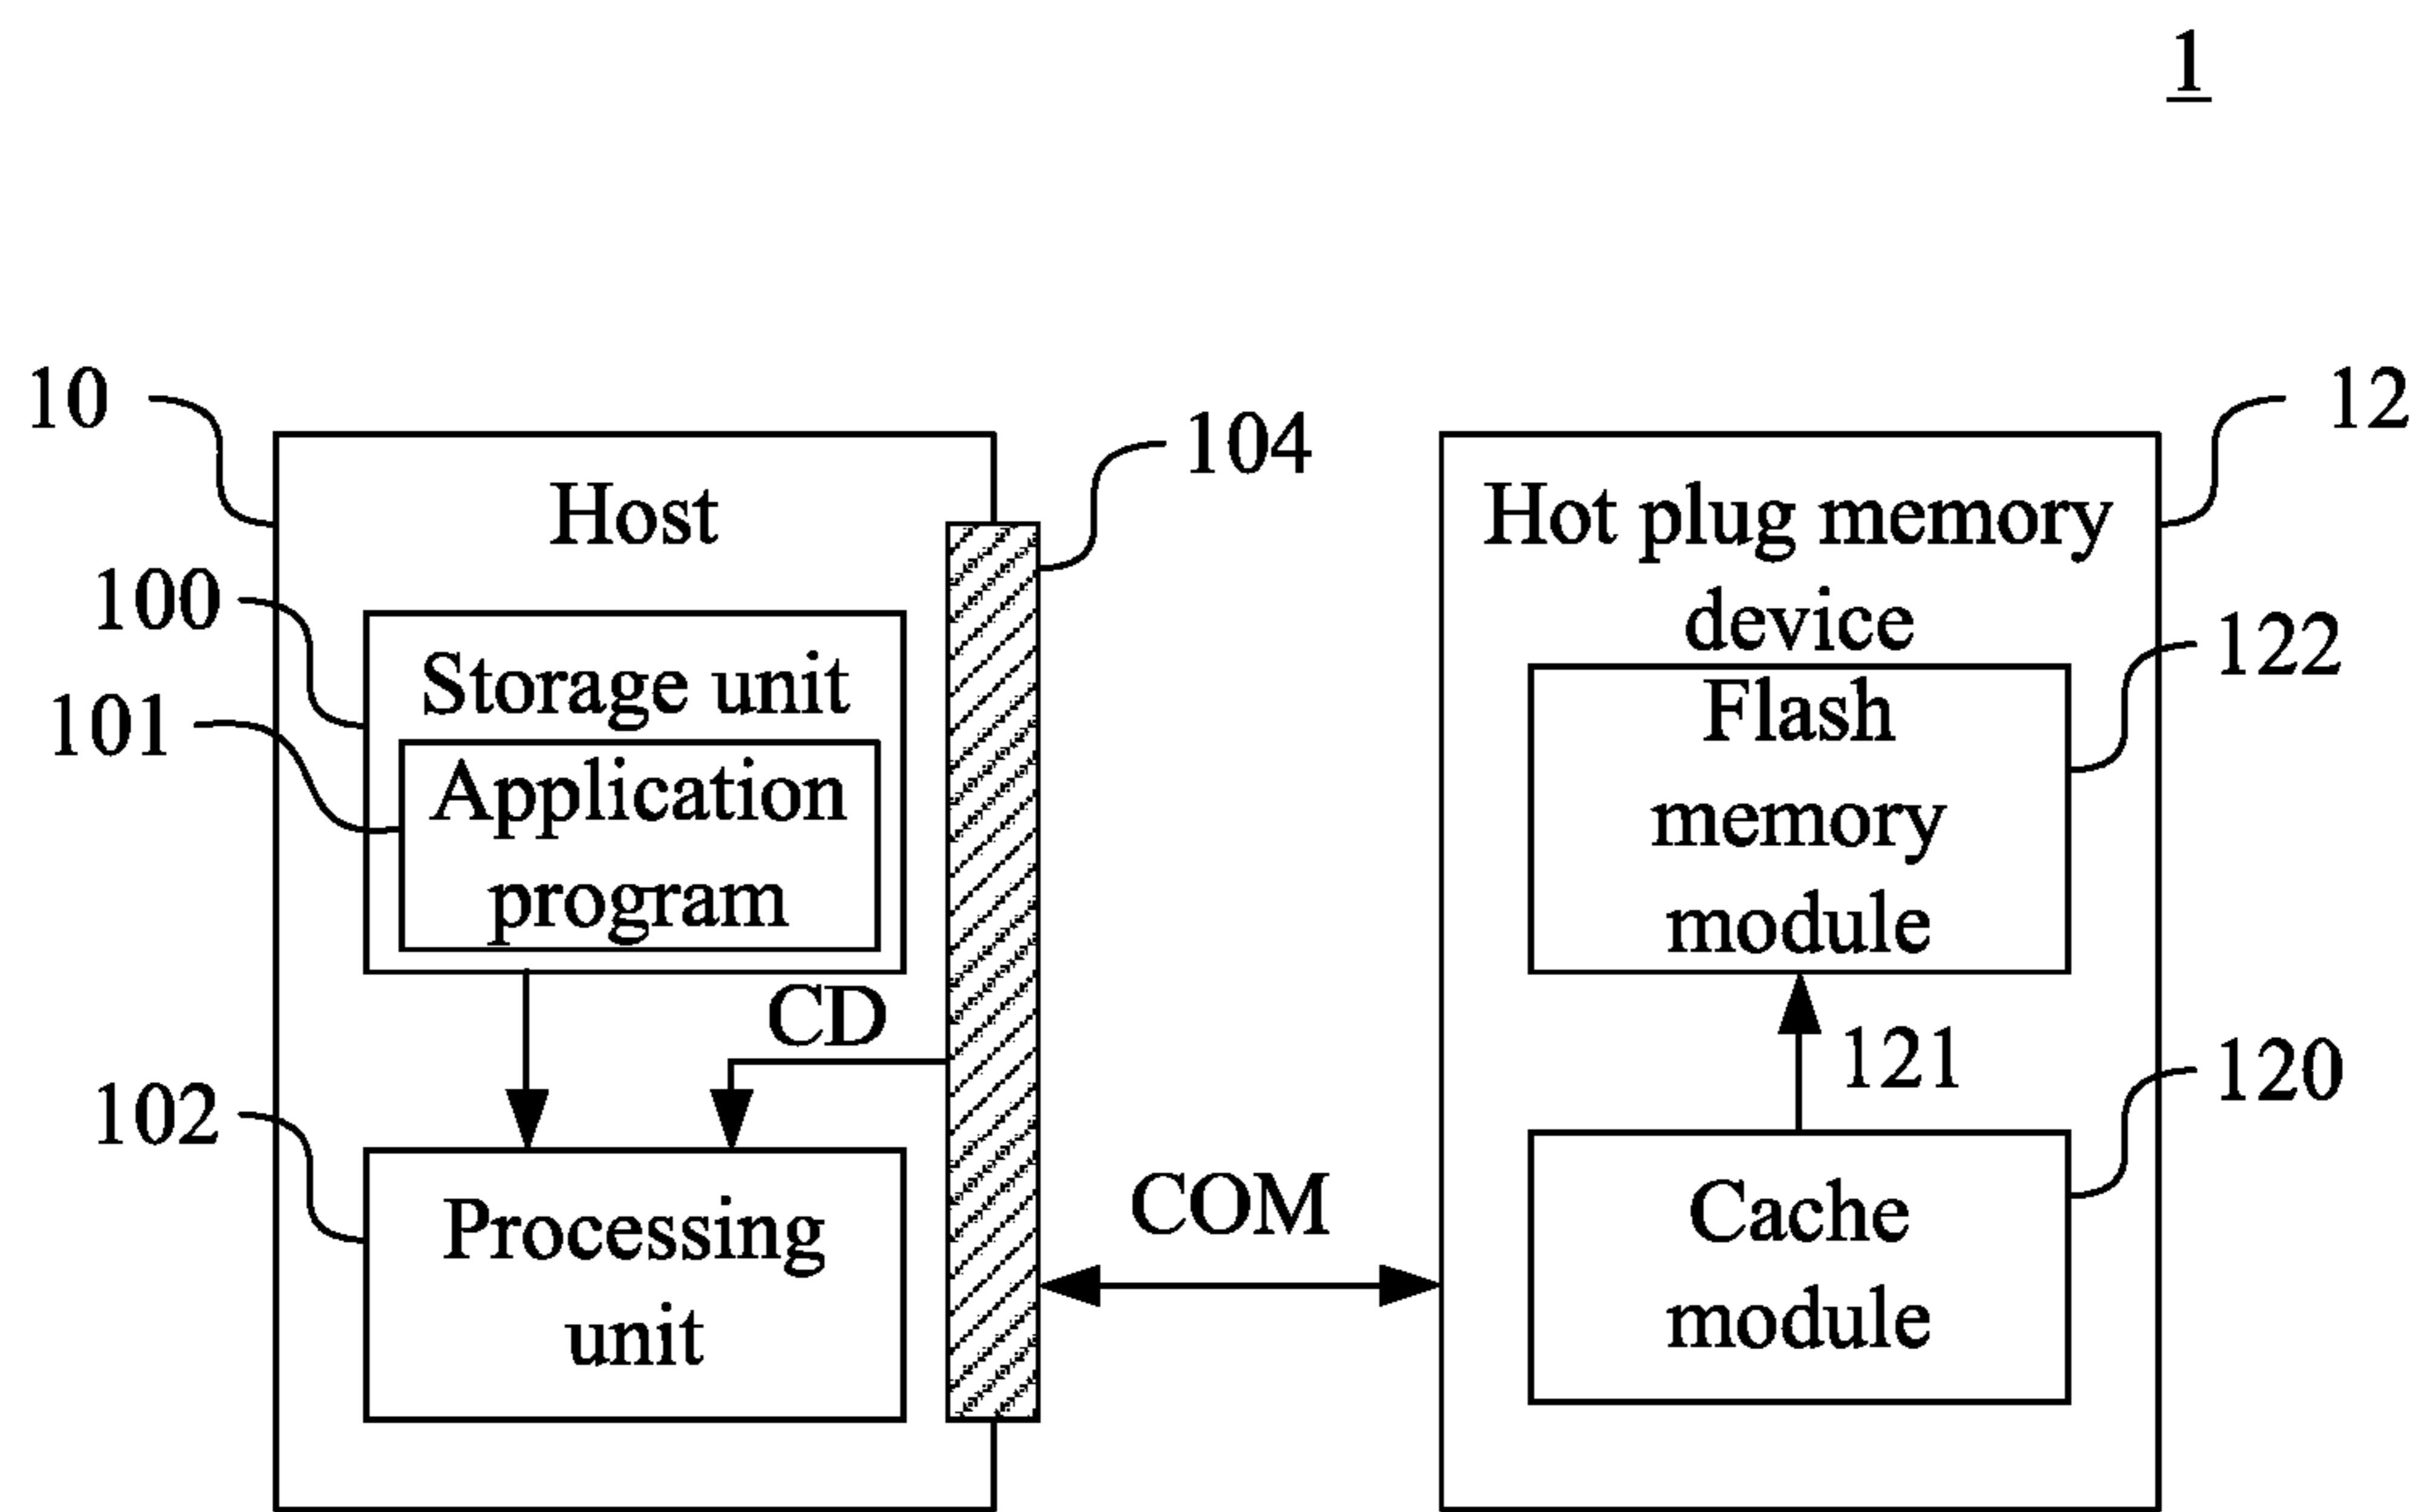 1
10
Host
104
100
Storage unit
101
Application
program
CD
102
Processing
unit
COM
12
Hot plug memory
device
122
Flash
memory
module
121
120
Cache
module